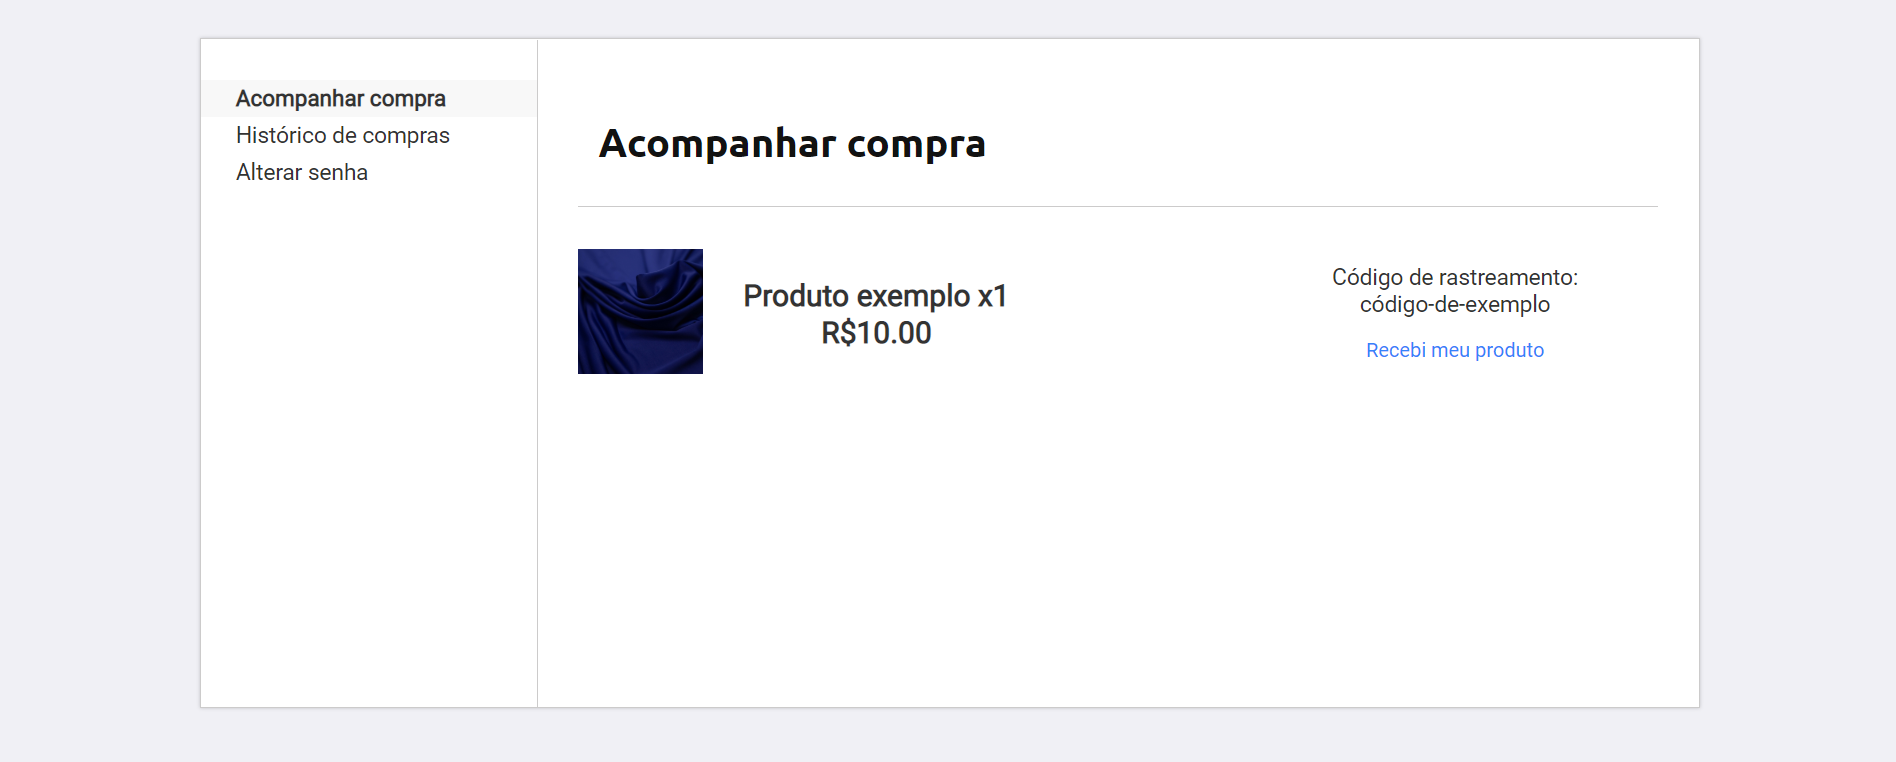 Acompanhar compra
Histórico de compras
Alterar senha
Acompanhar compra
Produto exemplo x1
R$10.00
Código de rastreamento:
código-de-exemplo
Recebi meu produto